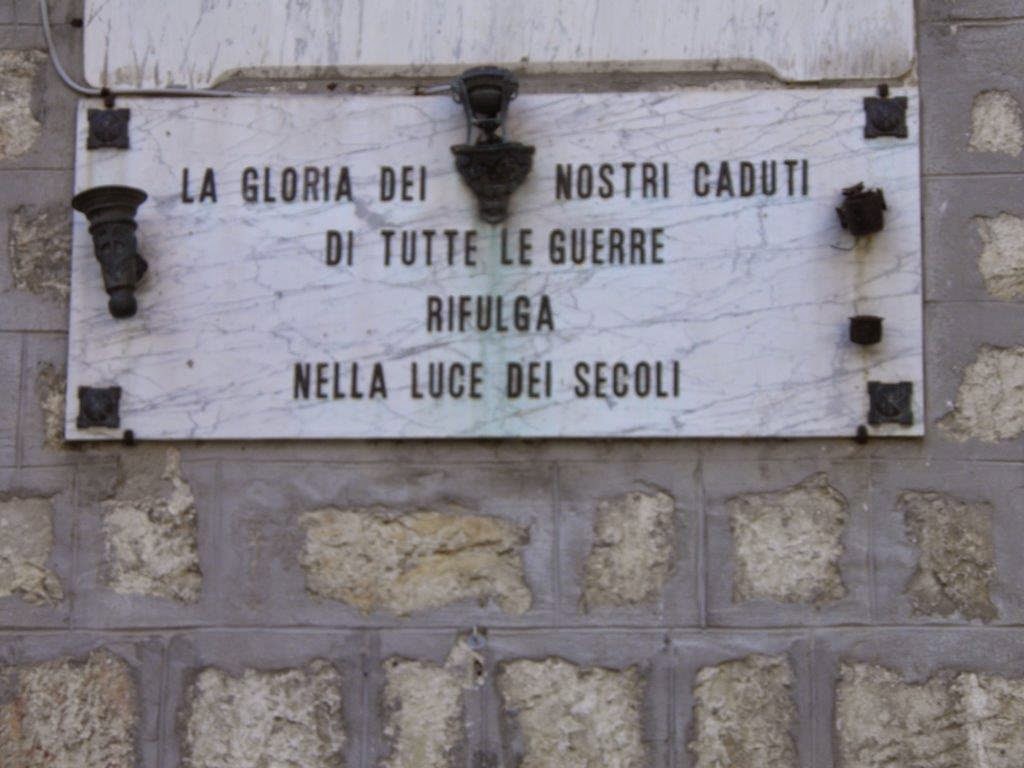 LA GLORIA DEI NOSTRI CADUTI
DI TUTTE LE GUERRE
RIFULGA
NELLA LUCE DEI SECOLI